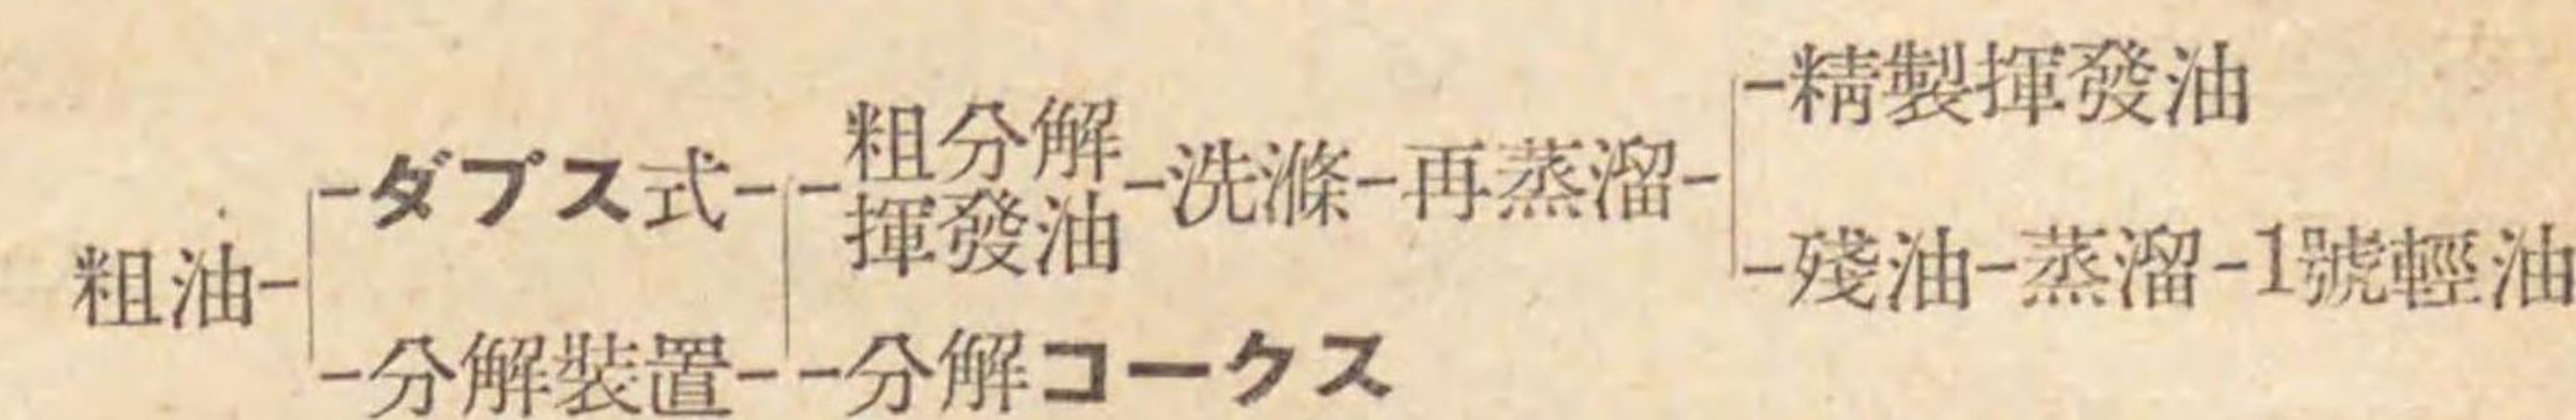 粗油
ダプス式
分解裝置
粗分解
揮發油
分解コークス
洗滌
再蒸溜
精製揮發油
殘油-蒸溜-1號輕油